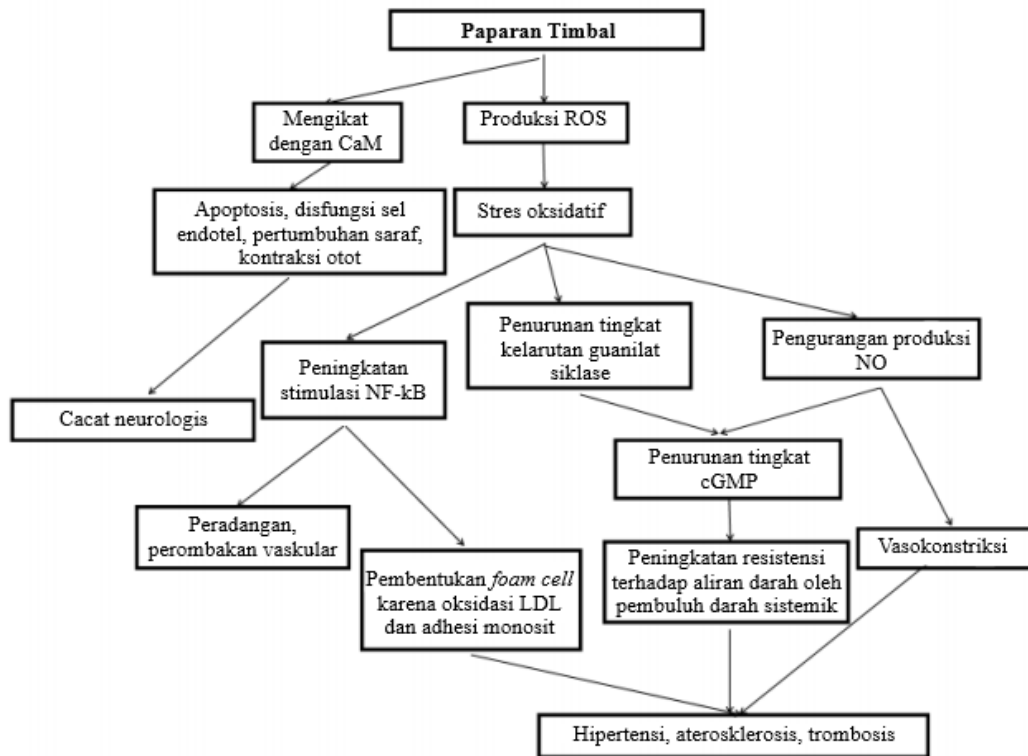 Paparan Timbal
Mengikat
dengan CaM
Produksi ROS
Apoptosis, disfungsi sel
endotel, pertumbuhan saraf,
kontraksi otot
Stres oksidatif
Peningkatan
stimulasi NF-kB
Penurunan tingkat
kelarutan guanilat
siklase
Pengurangan produksi
NO
Cacat neurologis
Penurunan tingkat
cGMP
Peradangan,
perombakan vaskular
Pembentukan foam cell
karena oksidasi LDL
dan adhesi monosit
Peningkatan resistensi
terhadap aliran darah oleh
pembuluh darah sistemik
Vasokonstriksi
Hipertensi, aterosklerosis, trombosis